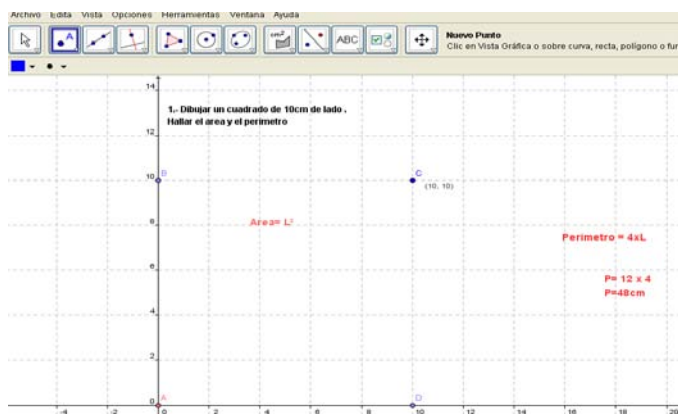 Archivo Edita Vista Opciones Herramientas Ventana Ayuda
A
cm²
ABC
Nuevo Punto
Clic en Vista Gráfica o sobre curva, recta, polígono o fur
14
1.- Dibujar un cuadrado de 10cm de lado .
Hallar el area y el perimetro
12
10
B
C
(10, 10)
8
Area= L²
Perimetro = 4xL
6
P= 12 x 4
P=48cm
4
2
0
A
D
-4 -2 0 2 4 6 8 10 12 14 16 18 20